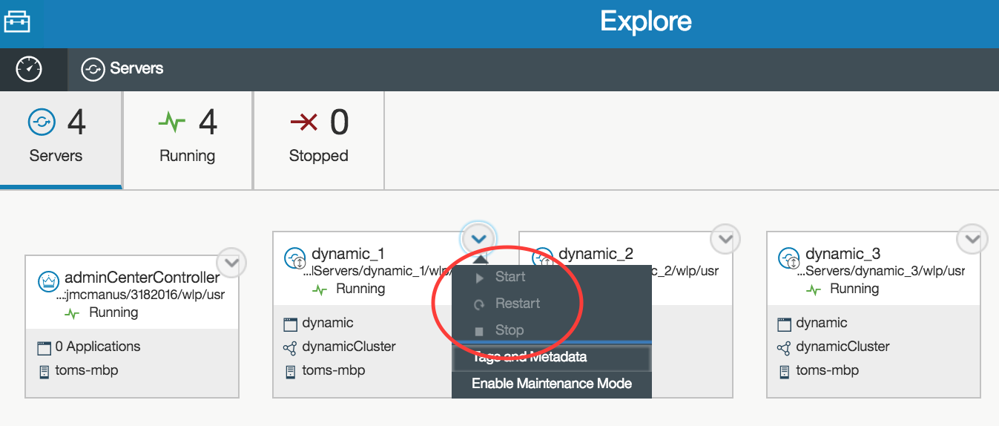 Explore
Servers
4
Servers
4
Running
0
Stopped
adminCenterController
...:jmcmanus/3182016/wlp/usr
Running
0 Applications
toms-mbp
dynamic_1
...lServers/dynamic_1/wlp/
Running
dynamic
dynamicCluster
toms-mbp
Start
Restart
Stop
Tags and Metadata
Enable Maintenance Mode
dynamic_2
c_2/wlp/usr
dynamic_3
...Servers/dynamic_3/wlp/usr
Running
dynamic
dynamicCluster
toms-mbp